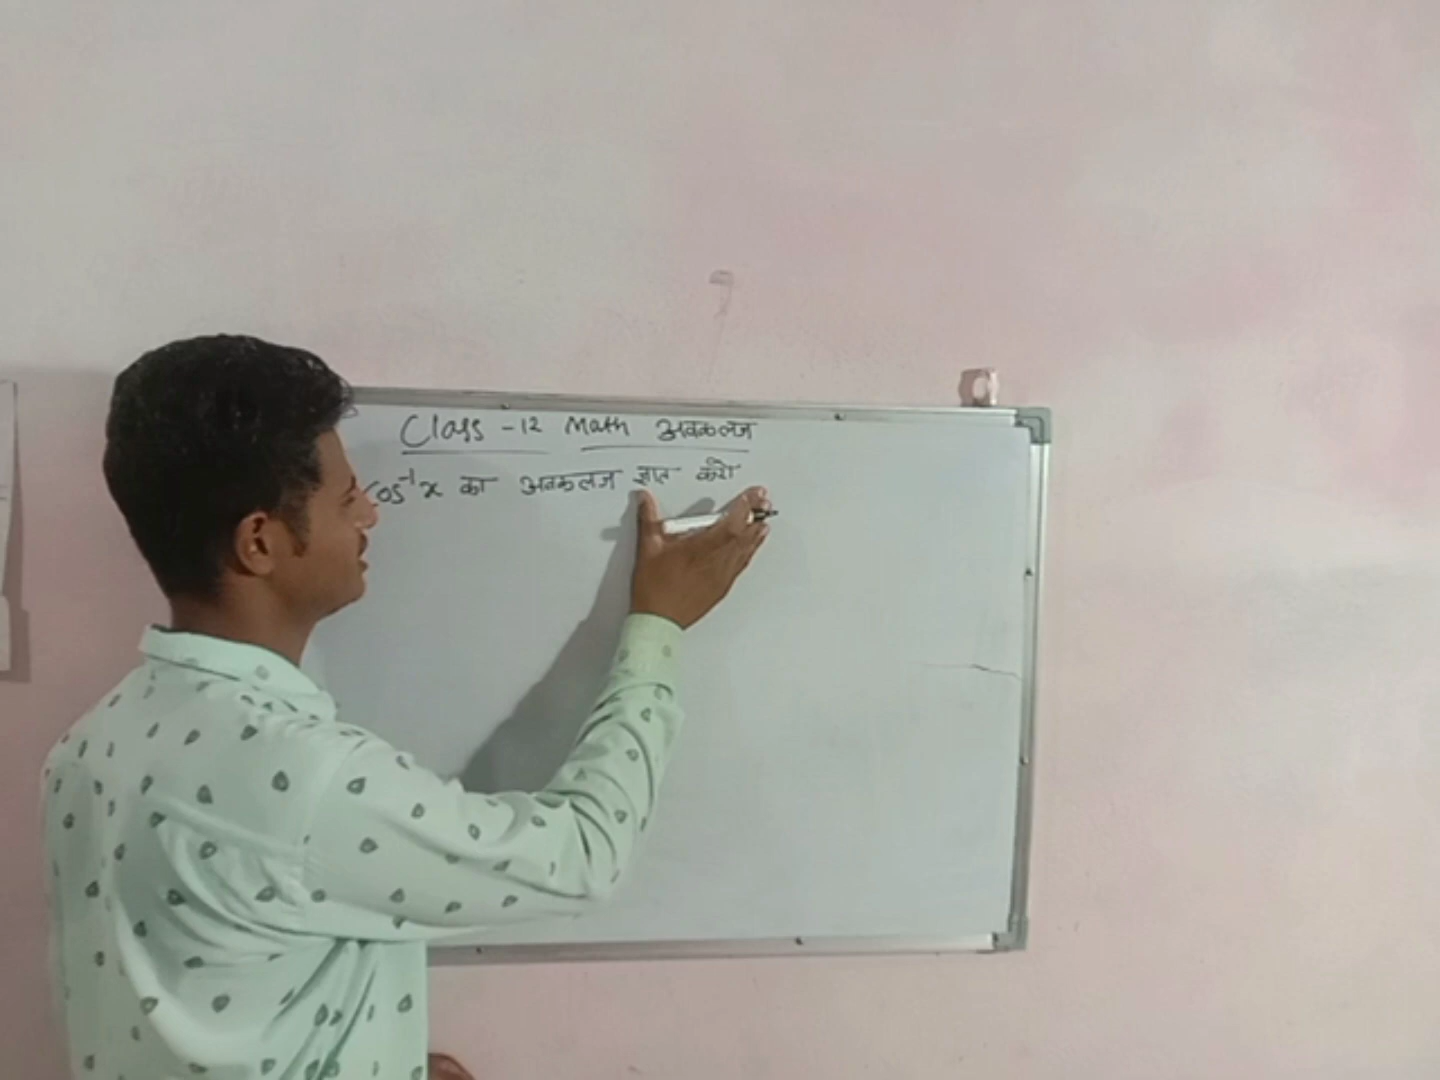 Class - 12 Math अवकलज
Cos⁻¹x का अवकलज ज्ञात करो